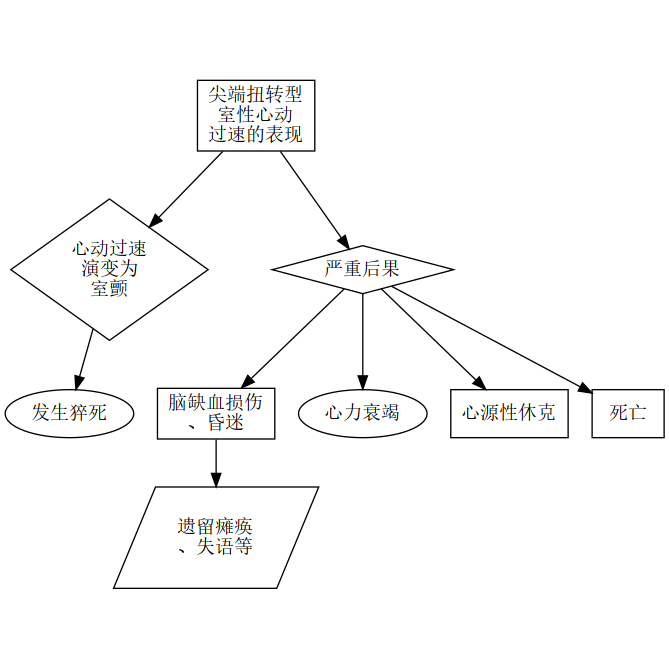 尖端扭转型
室性心动
过速的表现
心动过速
演变为
室颤
严重后果
发生猝死
脑缺血损伤
、昏迷
心力衰竭
心源性休克
死亡
遗留瘫痪
、失语等